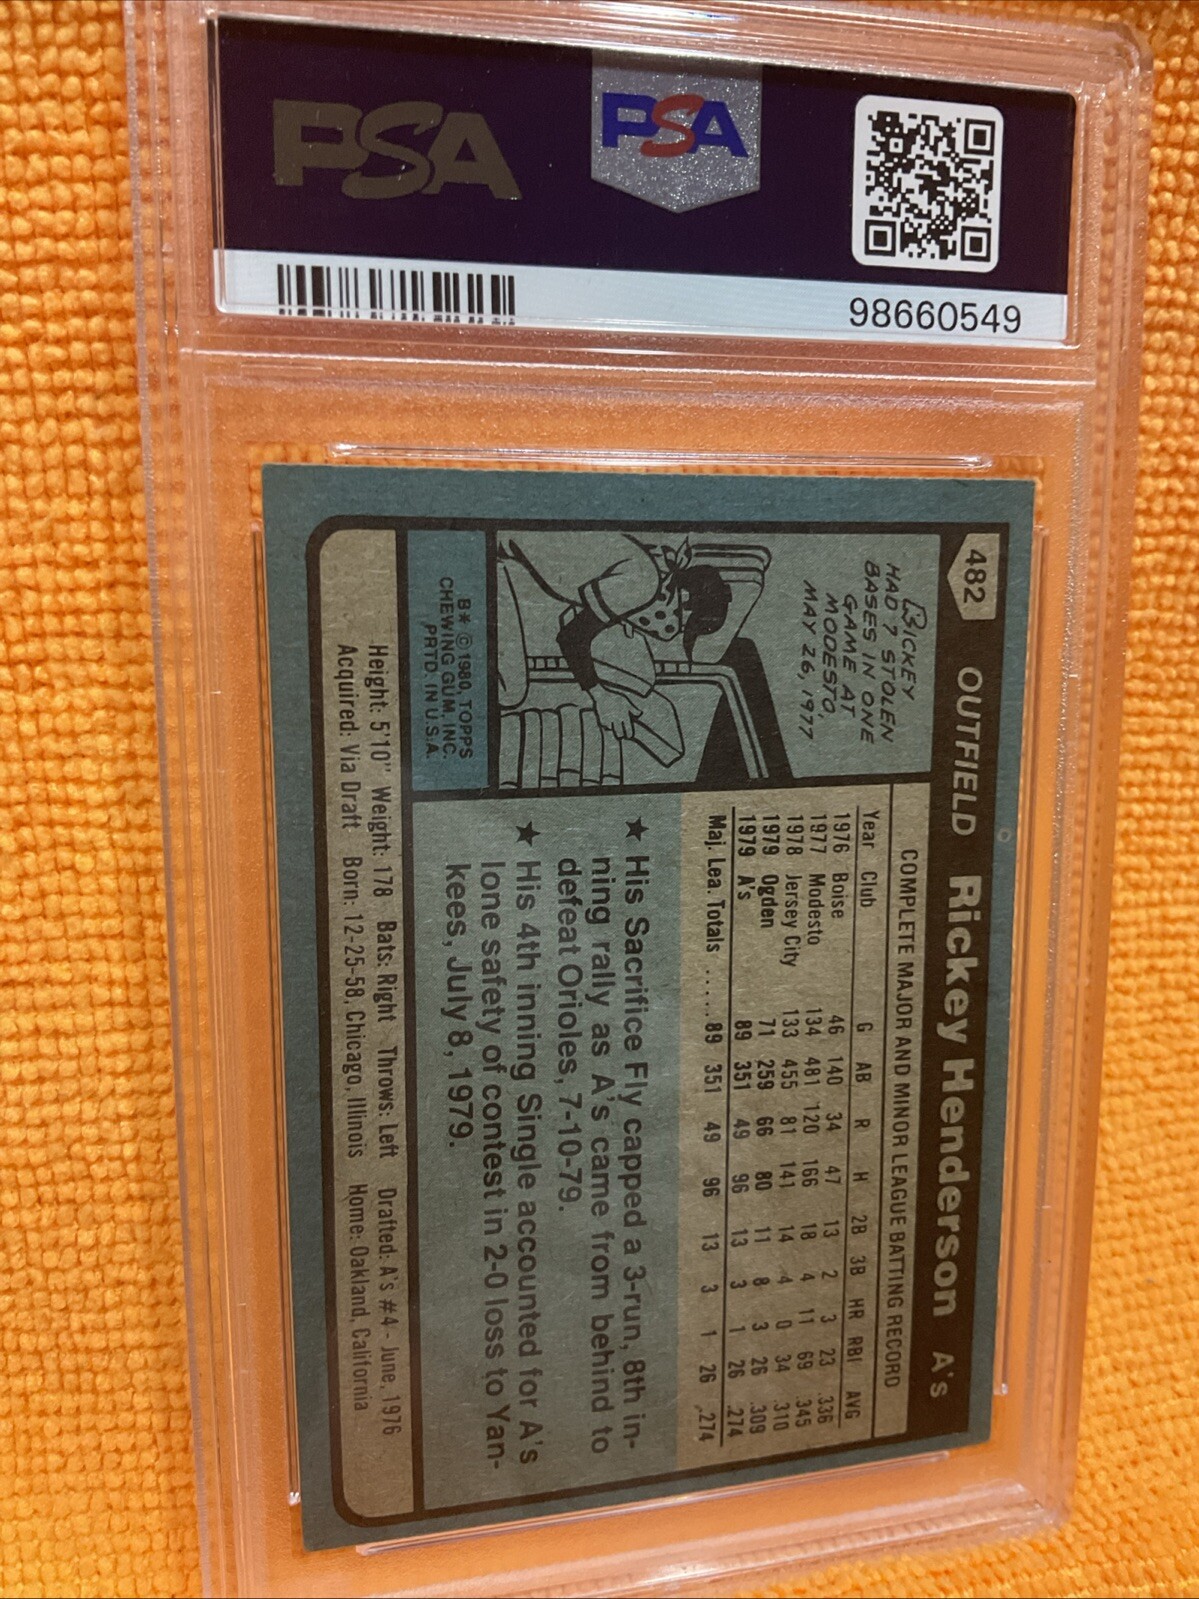 PSA
PSA
98660549
482 OUTFIELD Rickey Henderson A's
COMPLETE MAJOR AND MINOR LEAGUE BATTING RECORD
RICKEY
HAD 7 STOLEN
BASES IN ONE
GAME AT
MODESTO,
MAY 26, 1977
Year Club G AB R H 2B 3B HR RBI AVG
1976 Boise 46 140 34 47 13 2 3 23 .336
1977 Modesto 134 481 120 166 18 4 11 69 .345
1978 Jersey City 133 455 81 141 14 4 0 34 .310
1979 Ogden 71 259 66 80 11 8 3 26 .309
1979 A's 89 351 49 96 13 3 1 26 .274
Maj. Lea. Totals ..... 89 351 49 96 13 3 1 26 .274
★ His Sacrifice Fly capped a 3-run, 8th in-
ning rally as A's came from behind to
defeat Orioles, 7-10-79.
★ His 4th inning Single accounted for A's
lone safety of contest in 2-0 loss to Yan-
kees, July 8, 1979.
B* © 1980, TOPPS
CHEWING GUM, INC.
PRTD. IN U.S.A.
Height: 5'10" Weight: 178 Bats: Right Throws: Left Drafted: A's #4 - June, 1976
Acquired: Via Draft Born: 12-25-58, Chicago, Illinois Home: Oakland, California